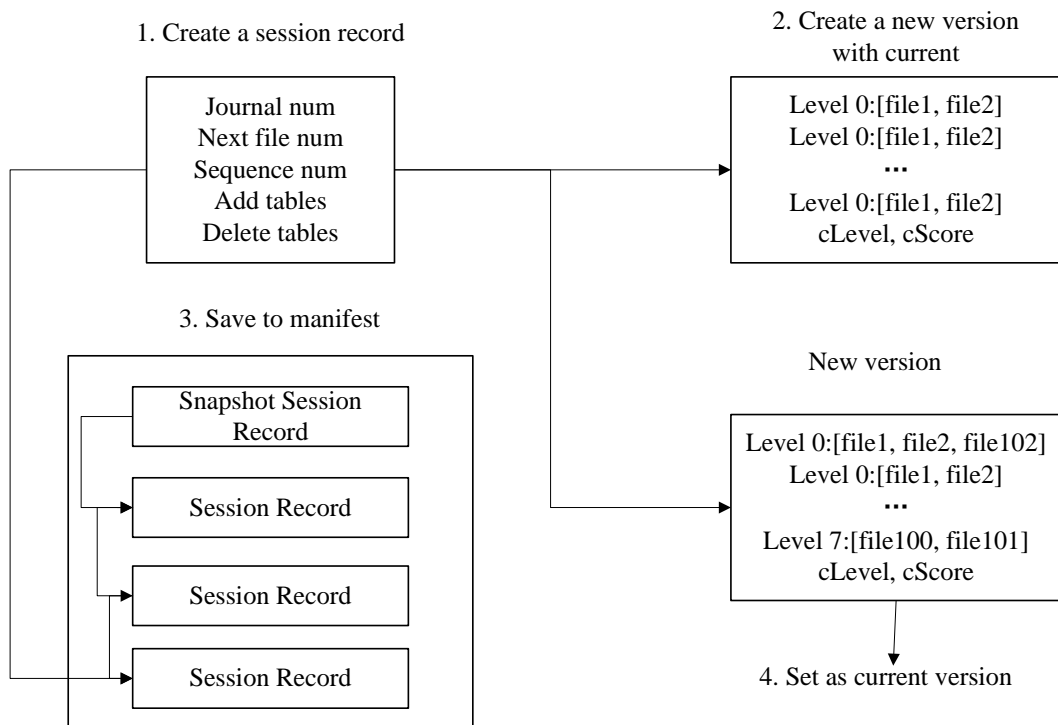 1. Create a session record
Journal num
Next file num
Sequence num
Add tables
Delete tables
2. Create a new version
with current
Level 0:[file1, file2]
Level 0:[file1, file2]
...
Level 0:[file1, file2]
cLevel, cScore
3. Save to manifest
Snapshot Session
Record
Session Record
Session Record
Session Record
New version
Level 0:[file1, file2, file102]
Level 0:[file1, file2]
...
Level 7:[file100, file101]
cLevel, cScore
4. Set as current version